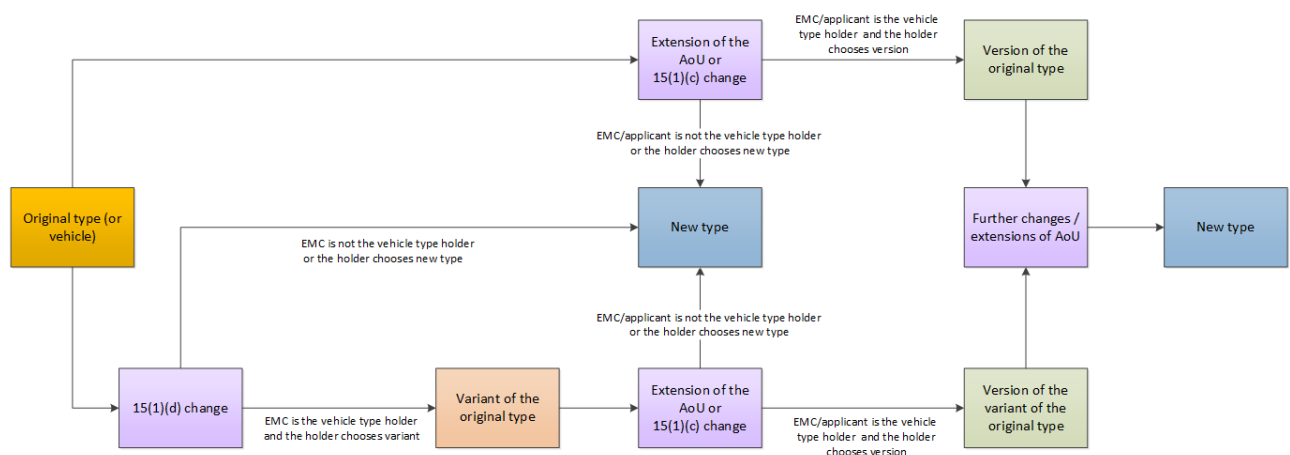 EMC/applicant is the vehicle
type holder and the holder
chooses version
Extension of the
AoU or
15(1)(c) change
Version of the
original type
EMC/applicant is not the vehicle type holder
or the holder chooses new type
Original type (or
vehicle)
New type
Further changes /
extensions of AoU
New type
EMC is not the vehicle type holder
or the holder chooses new type
EMC/applicant is not the vehicle type holder
or the holder chooses new type
15(1)(d) change
EMC is the vehicle type holder
and the holder chooses variant
Variant of the
original type
Extension of the
AoU or
15(1)(c) change
EMC/applicant is the vehicle
type holder and the holder
chooses version
Version of the
variant of the
original type